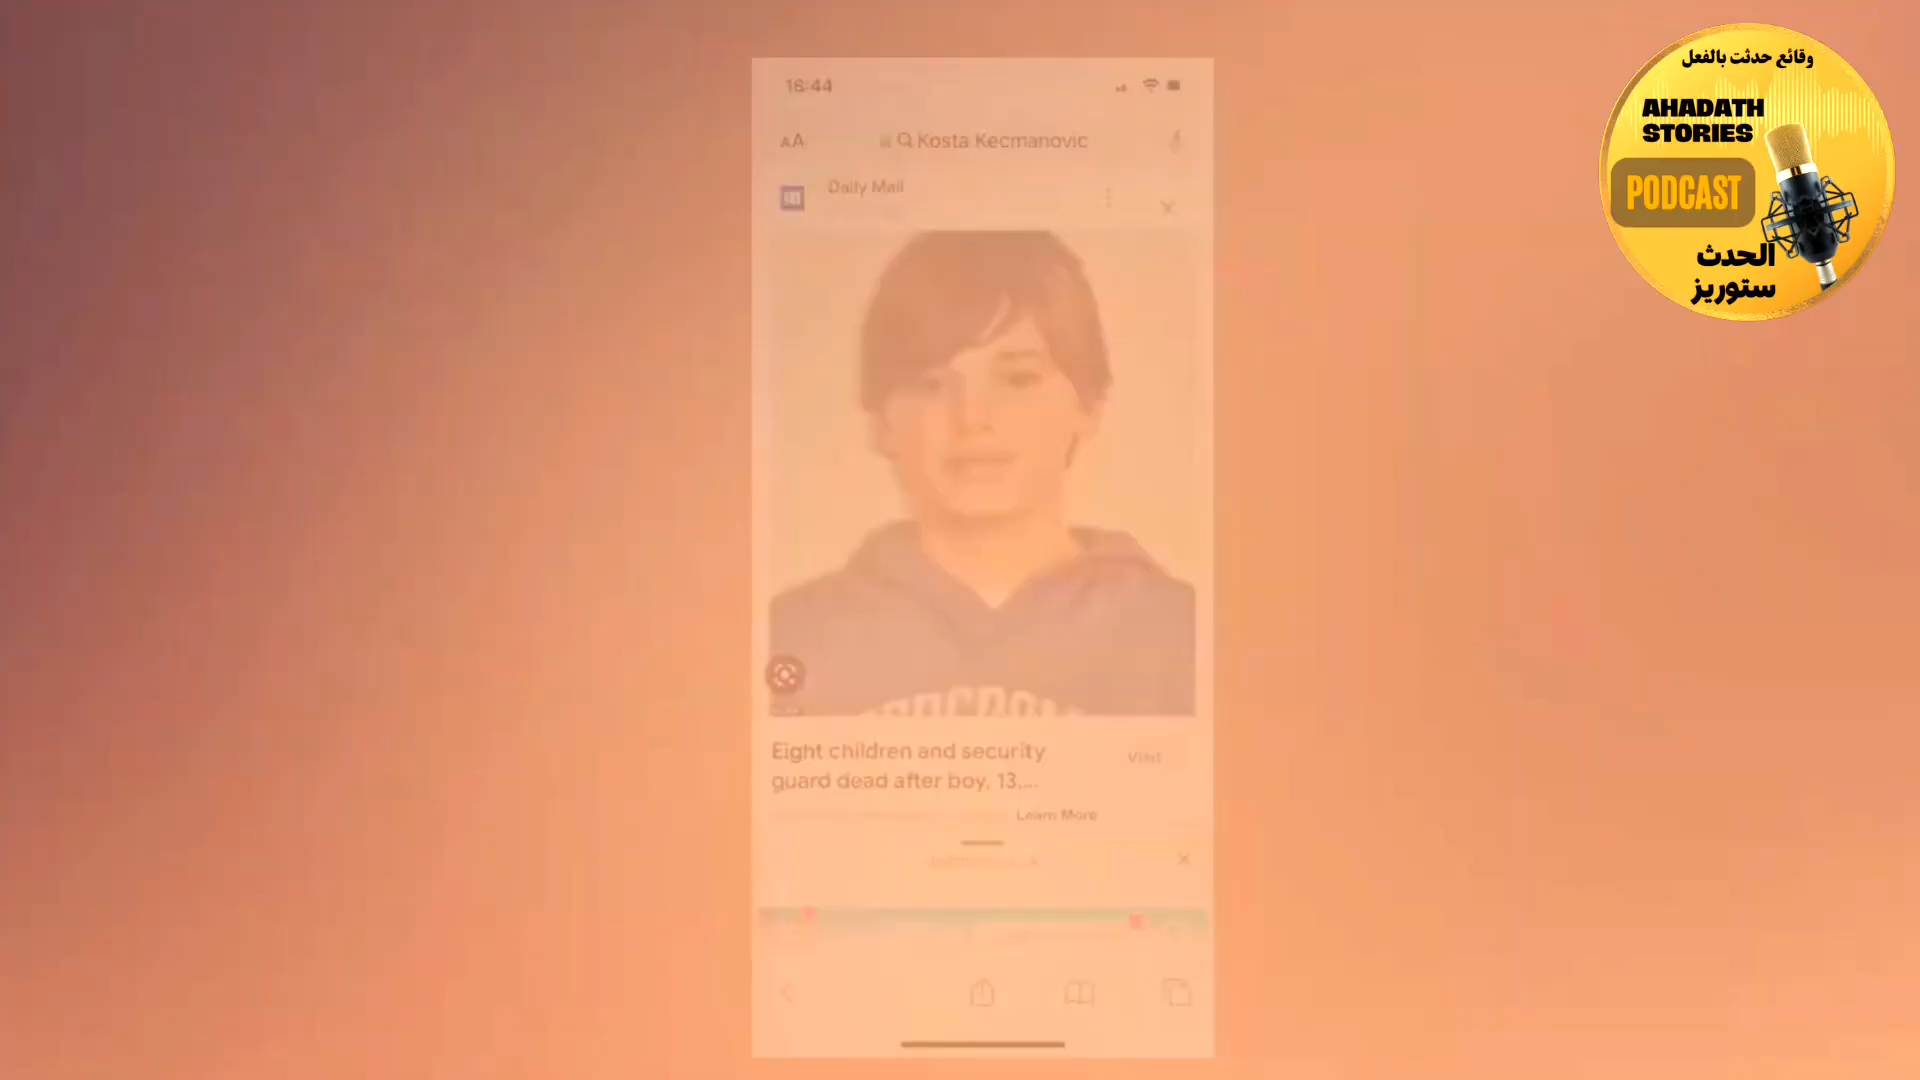 وقائع حدثت بالفعل
AHADATH
STORIES
PODCAST
الحدث
ستوريز
16:44
AA
Kosta Kecmanovic
Daily Mail
Eight children and security
guard dead after boy, 13....
Visit
Learn More